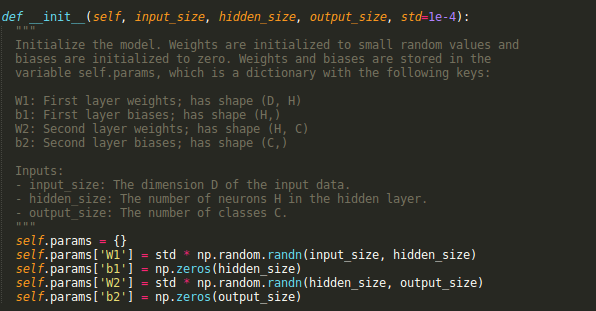 def __init__(self, input_size, hidden_size, output_size, std=1e-4):
"""
Initialize the model. Weights are initialized to small random values and
biases are initialized to zero. Weights and biases are stored in the
variable self.params, which is a dictionary with the following keys:
W1: First layer weights; has shape (D, H)
b1: First layer biases; has shape (H,)
W2: Second layer weights; has shape (H, C)
b2: Second layer biases; has shape (C,)
Inputs:
- input_size: The dimension D of the input data.
- hidden_size: The number of neurons H in the hidden layer.
- output_size: The number of classes C.
"""
self.params = {}
self.params['W1'] = std * np.random.randn(input_size, hidden_size)
self.params['b1'] = np.zeros(hidden_size)
self.params['W2'] = std * np.random.randn(hidden_size, output_size)
self.params['b2'] = np.zeros(output_size)